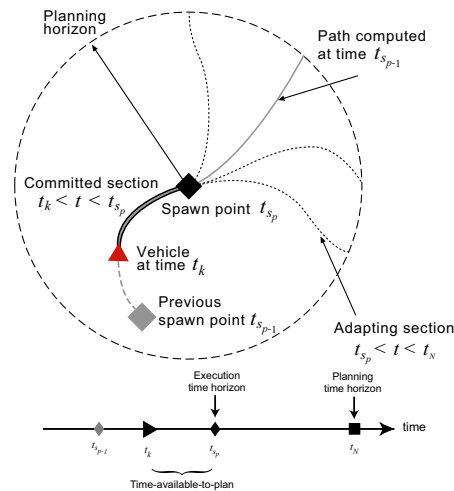 Planning
horizon
Path computed
at time t_{s_{p-1}}
Committed section
t_k < t < t_{s_p}
Spawn point t_{s_p}
Vehicle
at time t_k
Previous
spawn point t_{s_{p-1}}
Adapting section
t_{s_p} < t < t_N
Execution
time horizon
Planning
time horizon
time
t_{s_{p-1}}
t_k
t_{s_p}
t_N
Time-available-to-plan